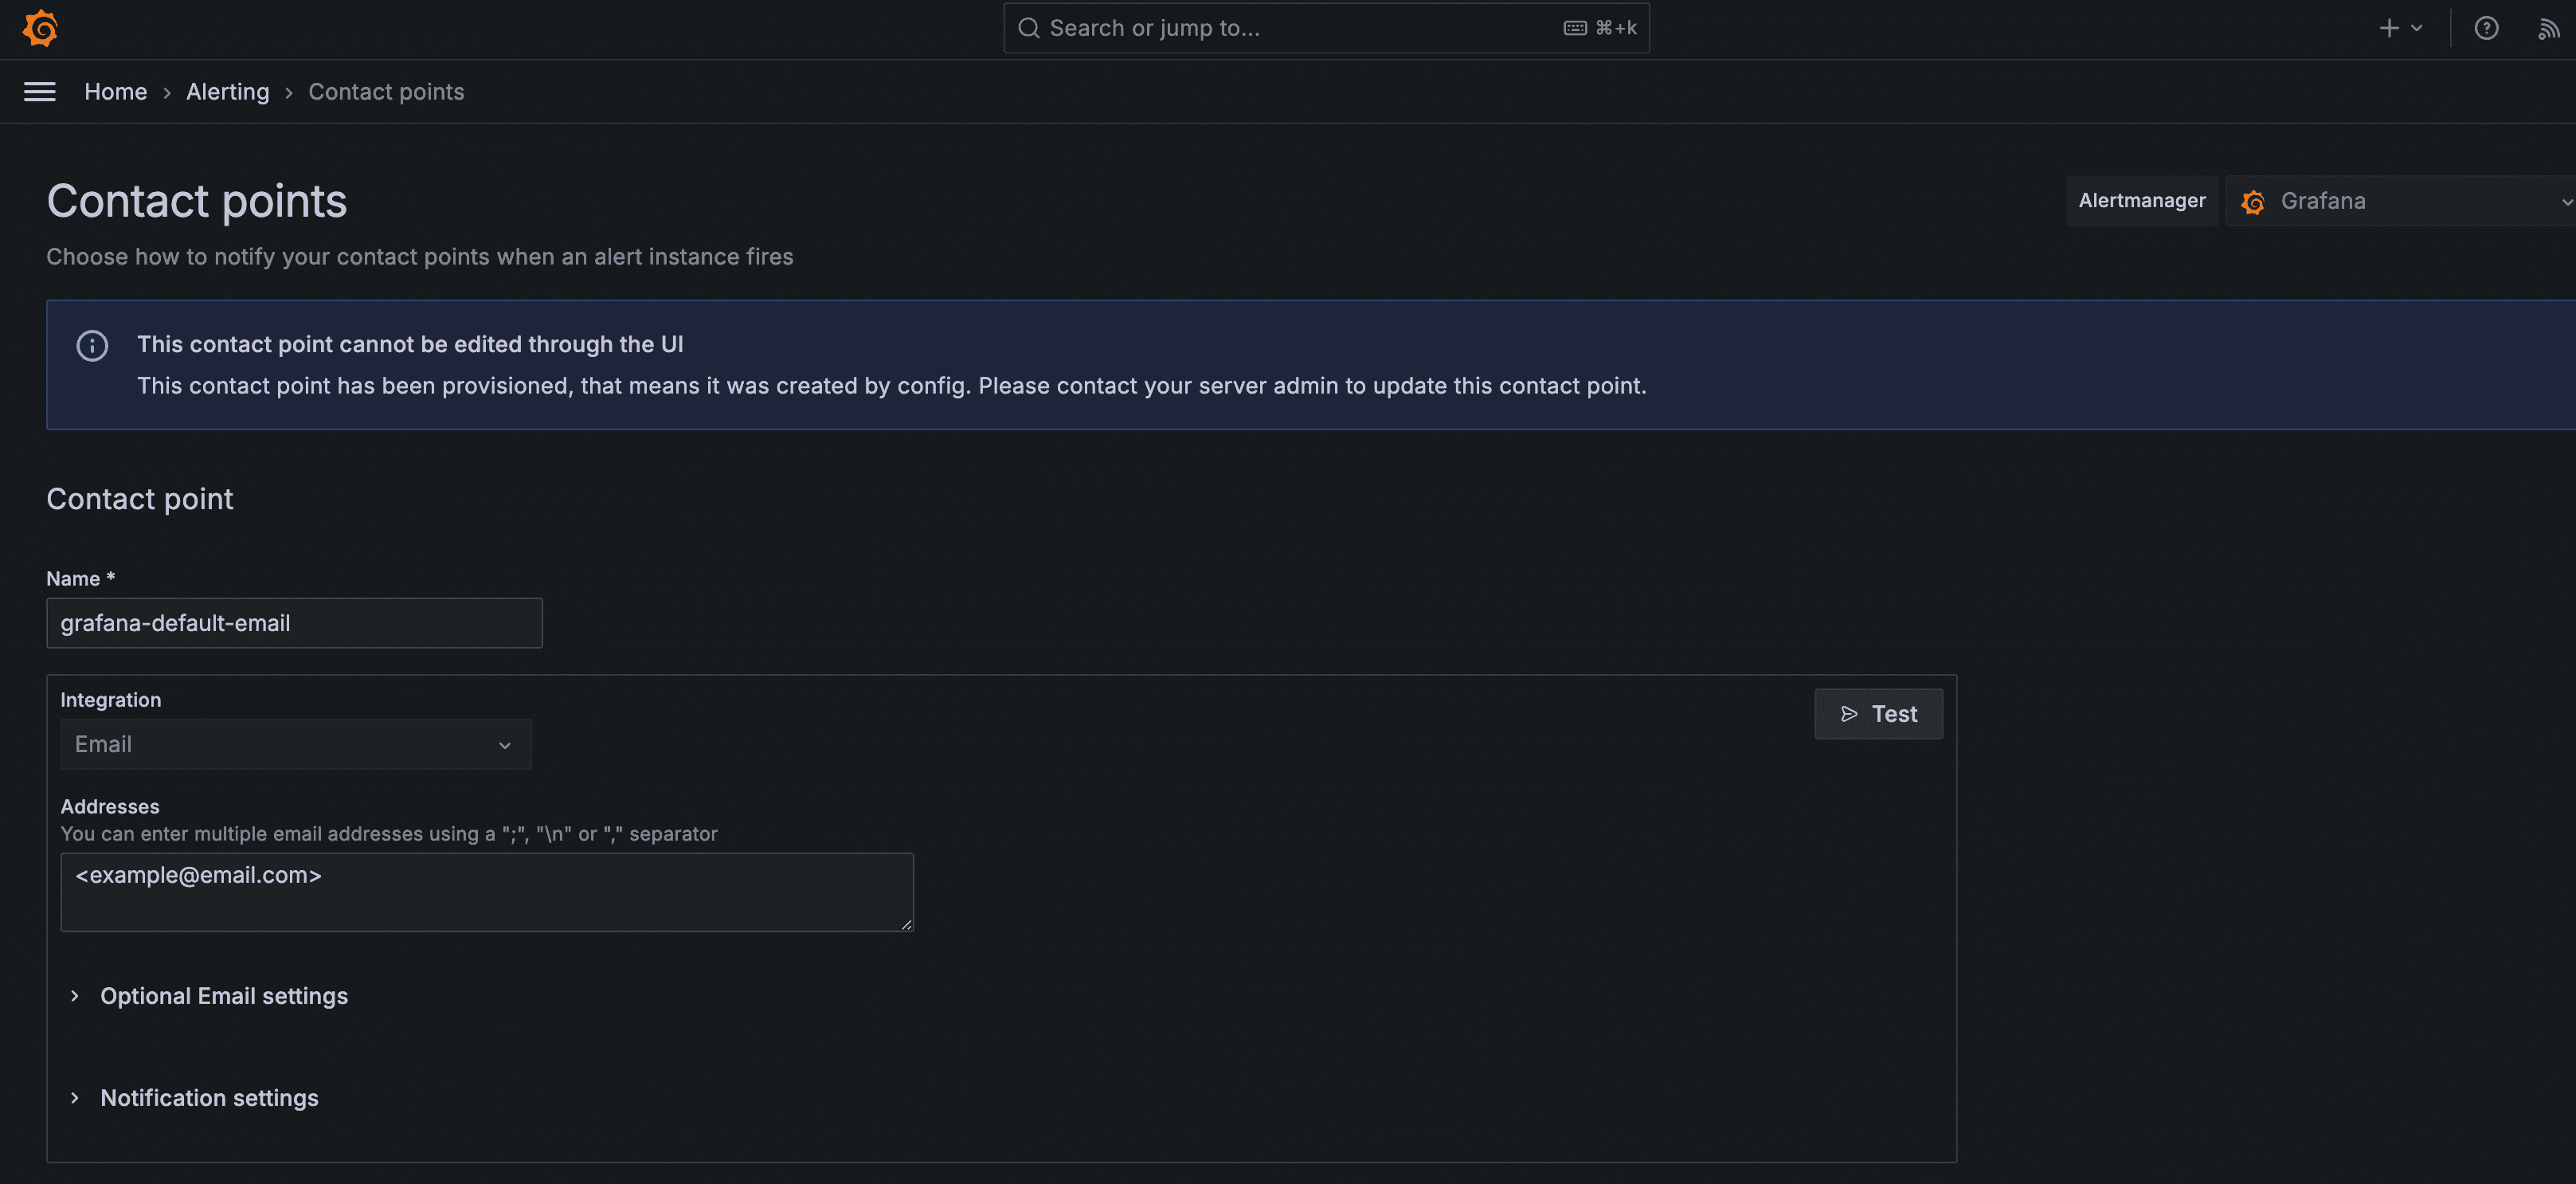 Search or jump to...
⌘+k
Home › Alerting › Contact points
Contact points
Alertmanager
Grafana
Choose how to notify your contact points when an alert instance fires
This contact point cannot be edited through the UI
This contact point has been provisioned, that means it was created by config. Please contact your server admin to update this contact point.
Contact point
Name *
grafana-default-email
Integration
Test
Email
Addresses
You can enter multiple email addresses using a ";", "\n" or "," separator
<example@email.com>
Optional Email settings
Notification settings